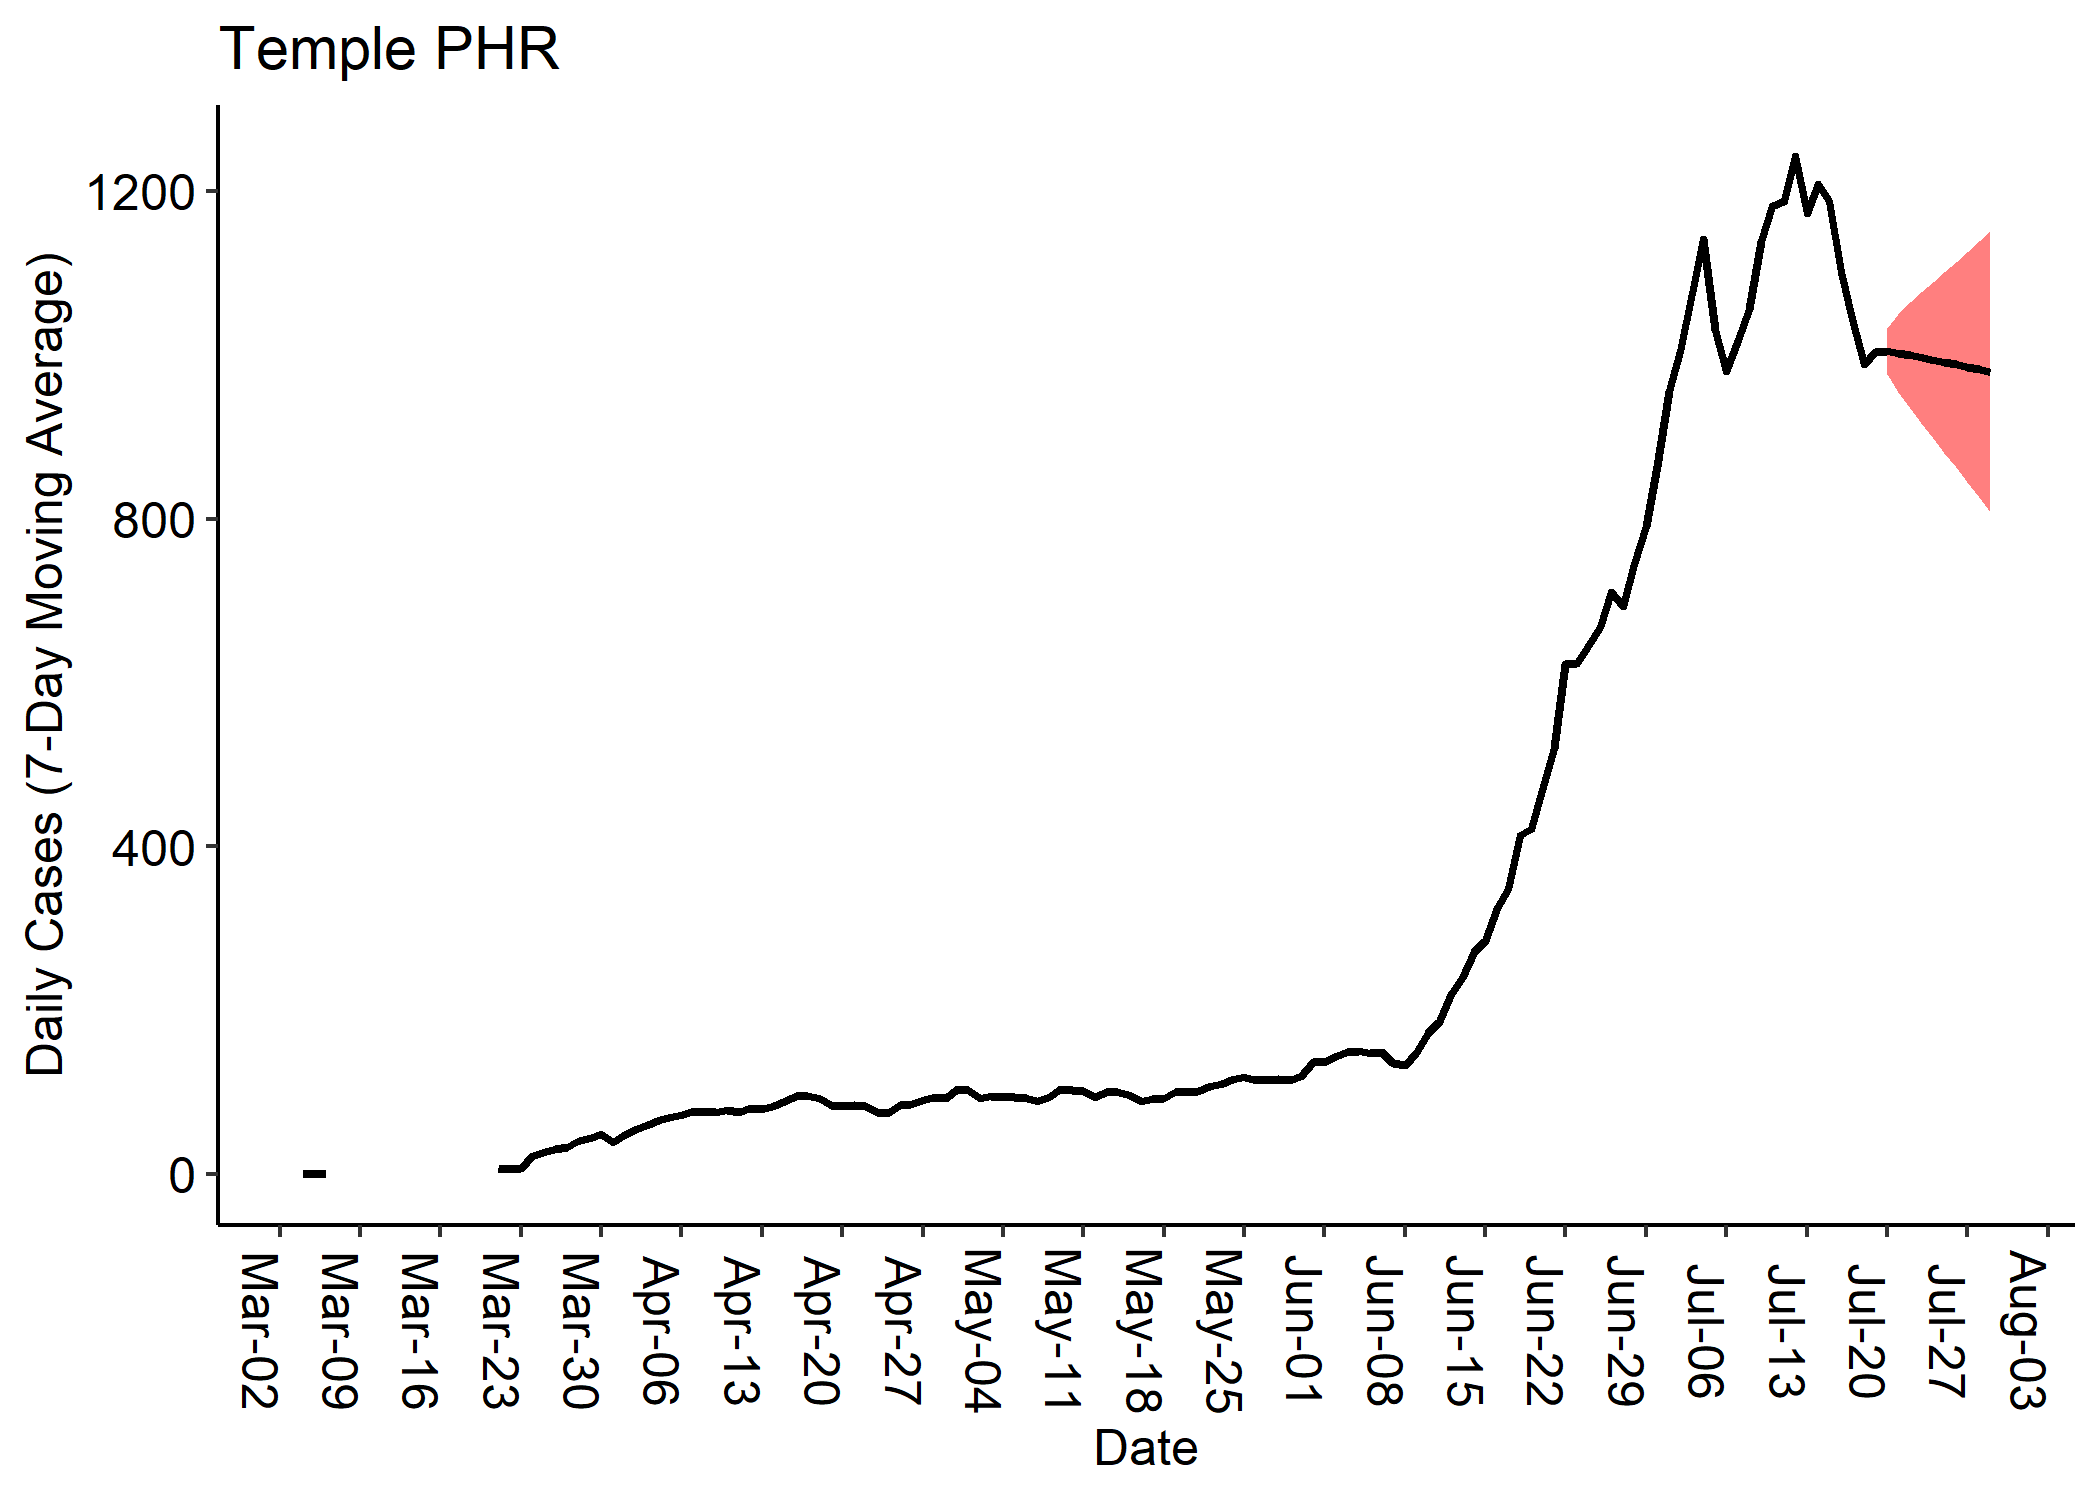 Temple PHR
Daily Cases (7-Day Moving Average)
1200
800
400
0
Mar-02
Mar-09
Mar-16
Mar-23
Mar-30
Apr-06
Apr-13
Apr-20
Apr-27
May-04
May-11
May-18
May-25
Jun-01
Jun-08
Jun-15
Jun-22
Jun-29
Jul-06
Jul-13
Jul-20
Jul-27
Aug-03
Date